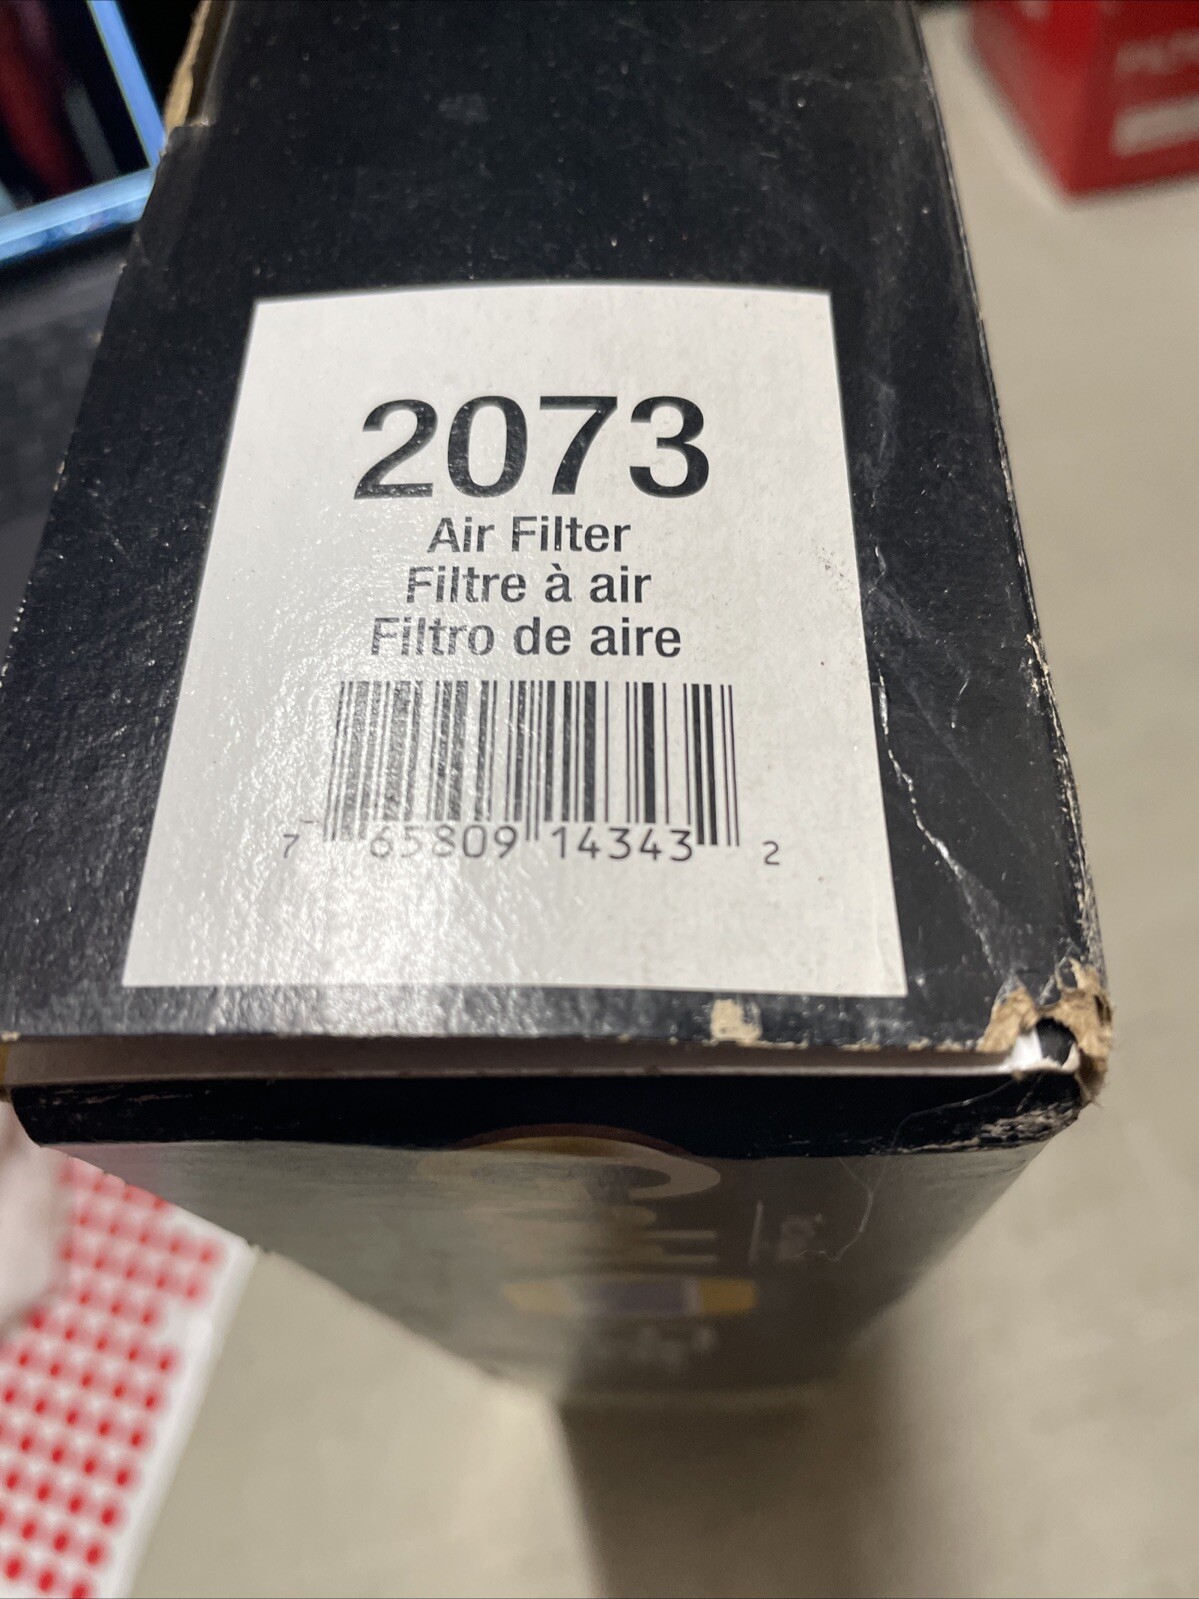 2073
Air Filter
Filtre à air
Filtro de aire
7 65809 14343 2